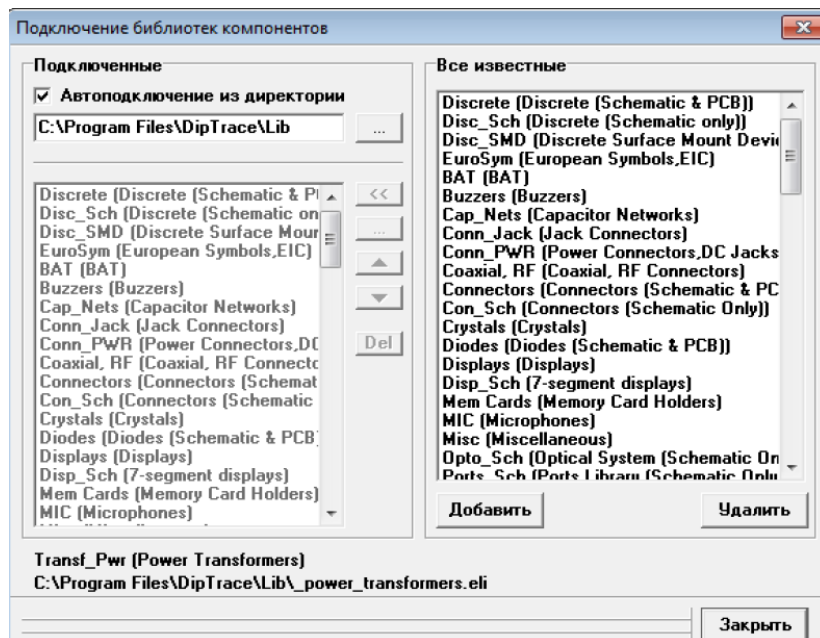 Подключение библиотек компонентов
Подключенные
Автоподключение из директории
C:\Program Files\DipTrace\Lib
...
Discrete (Discrete (Schematic & P
Disc_Sch (Discrete (Schematic on
Disc_SMD (Discrete Surface Mour
EuroSym (European Symbols,EIC)
BAT (BAT)
Buzzers (Buzzers)
Cap_Nets (Capacitor Networks)
Conn_Jack (Jack Connectors)
Conn_PWR (Power Connectors,DC
Coaxial, RF (Coaxial, RF Connectc
Connectors (Connectors (Schemat
Con_Sch (Connectors (Schematic
Crystals (Crystals)
Diodes (Diodes (Schematic & PCB)
Displays (Displays)
Disp_Sch (7-segment displays)
Mem Cards (Memory Card Holders)
MIC (Microphones)
<<
...
Del
Все известные
Discrete (Discrete (Schematic & PCB))
Disc_Sch (Discrete (Schematic only))
Disc_SMD (Discrete Surface Mount Devi
EuroSym (European Symbols,EIC)
BAT (BAT)
Buzzers (Buzzers)
Cap_Nets (Capacitor Networks)
Conn_Jack (Jack Connectors)
Conn_PWR (Power Connectors,DC Jacks
Coaxial, RF (Coaxial, RF Connectors)
Connectors (Connectors (Schematic & PC
Con_Sch (Connectors (Schematic Only))
Crystals (Crystals)
Diodes (Diodes (Schematic & PCB))
Displays (Displays)
Disp_Sch (7-segment displays)
Mem Cards (Memory Card Holders)
MIC (Microphones)
Misc (Miscellaneous)
Opto_Sch (Optical System (Schematic On
Ports_Sch (Ports Library (Schematic Only
Добавить
Удалить
Transf_Pwr (Power Transformers)
C:\Program Files\DipTrace\Lib\_power_transformers.eli
Закрыть